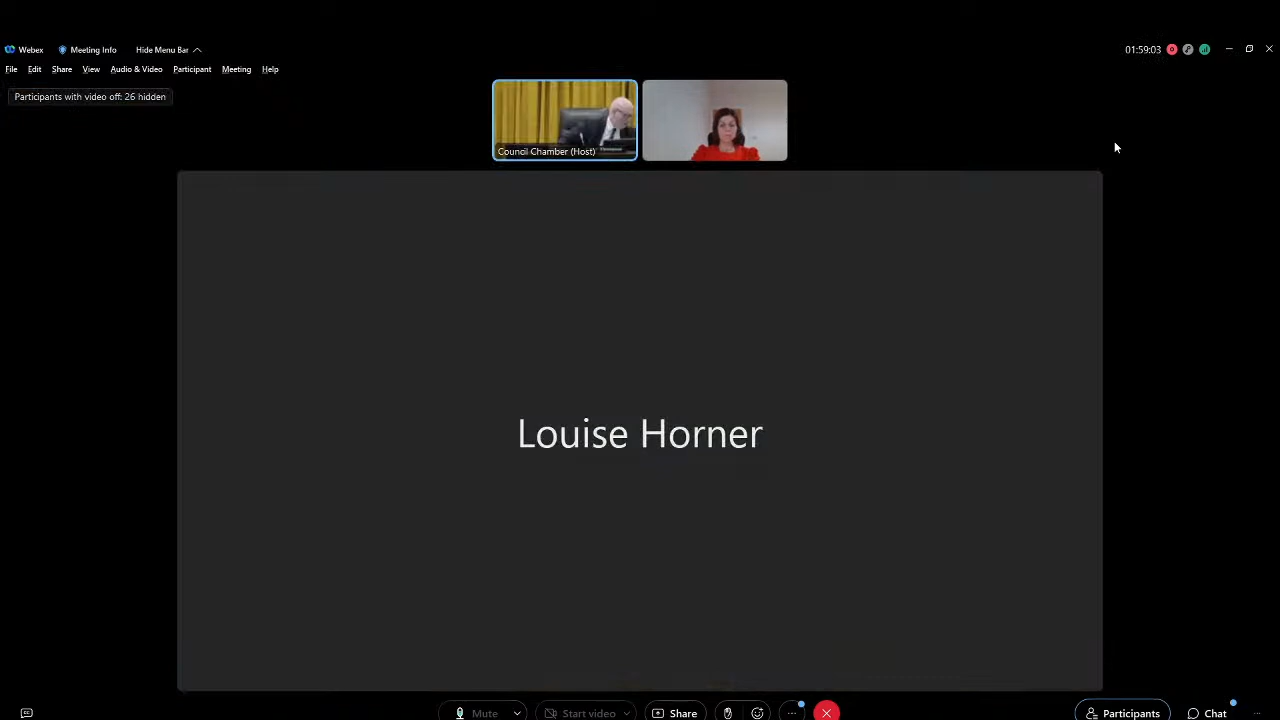 Webex Meeting Info Hide Menu Bar 01:59:03
File Edit Share View Audio & Video Participant Meeting Help
Participants with video off: 26 hidden
Council Chamber (Host)
Louise Horner
Mute Start video Share Participants Chat